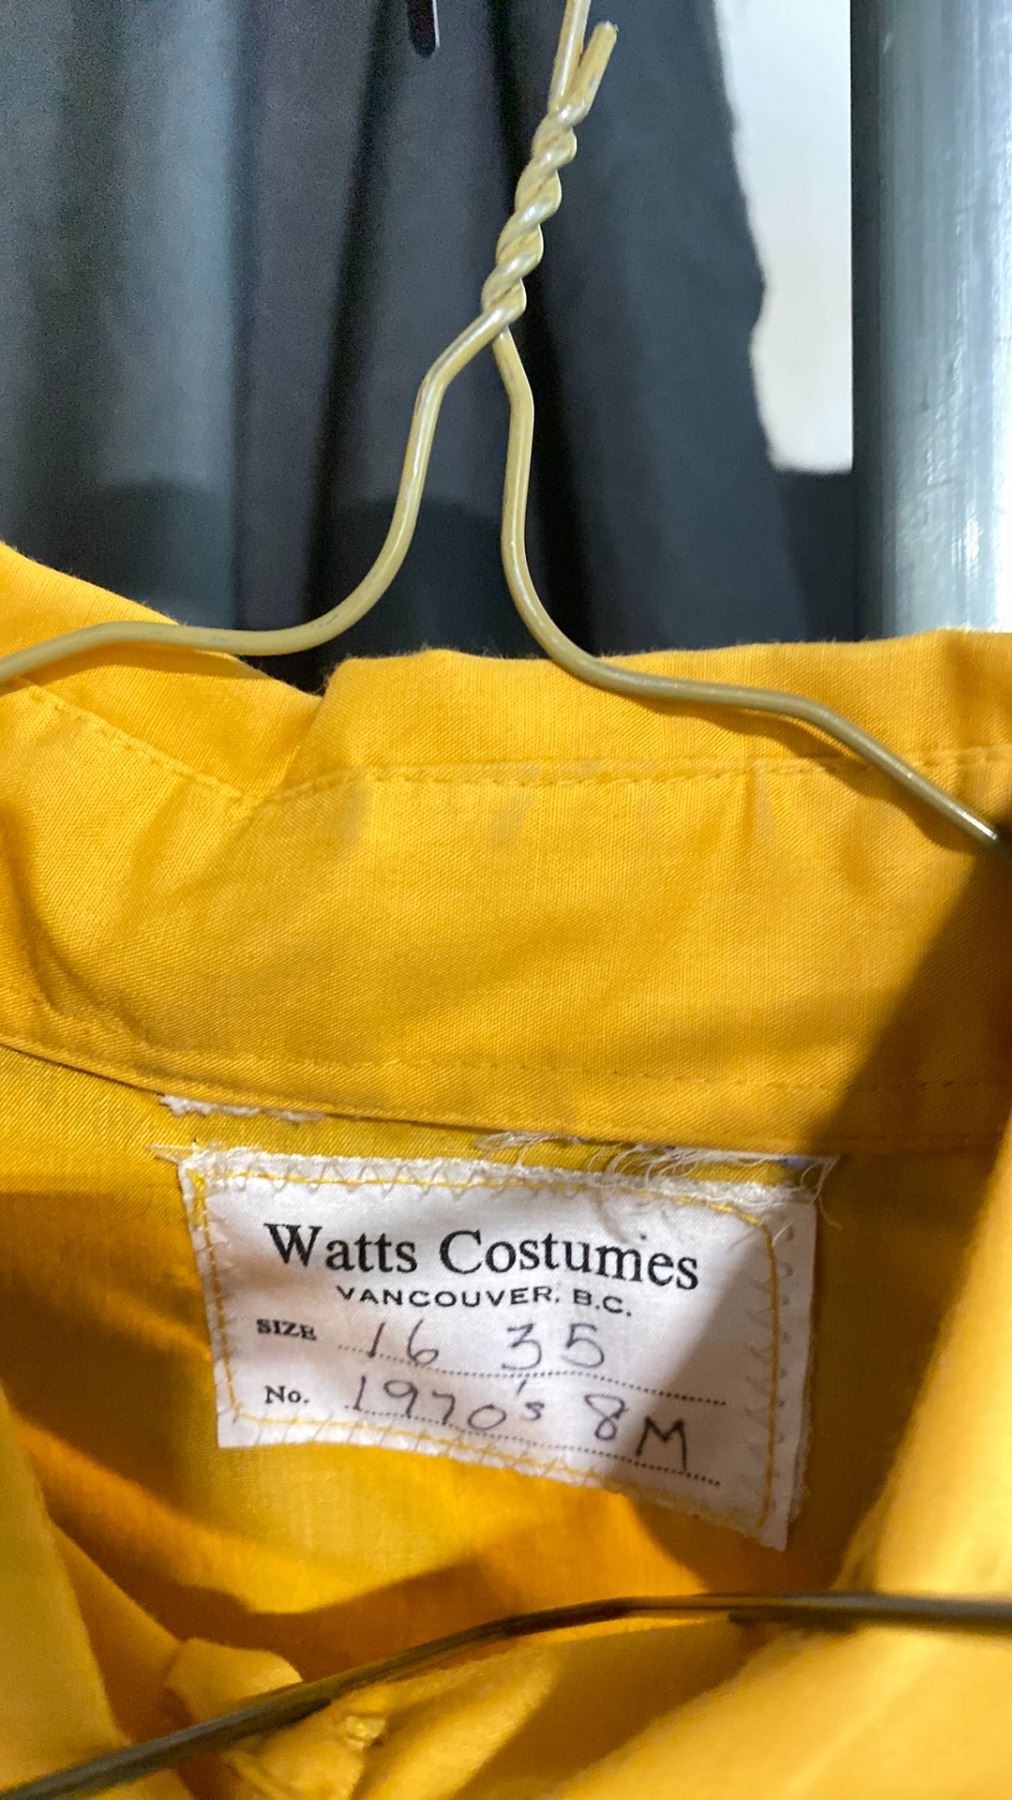 Watts Costumes
VANCOUVER, B.C.
SIZE 16 35
No. 1970's 8M